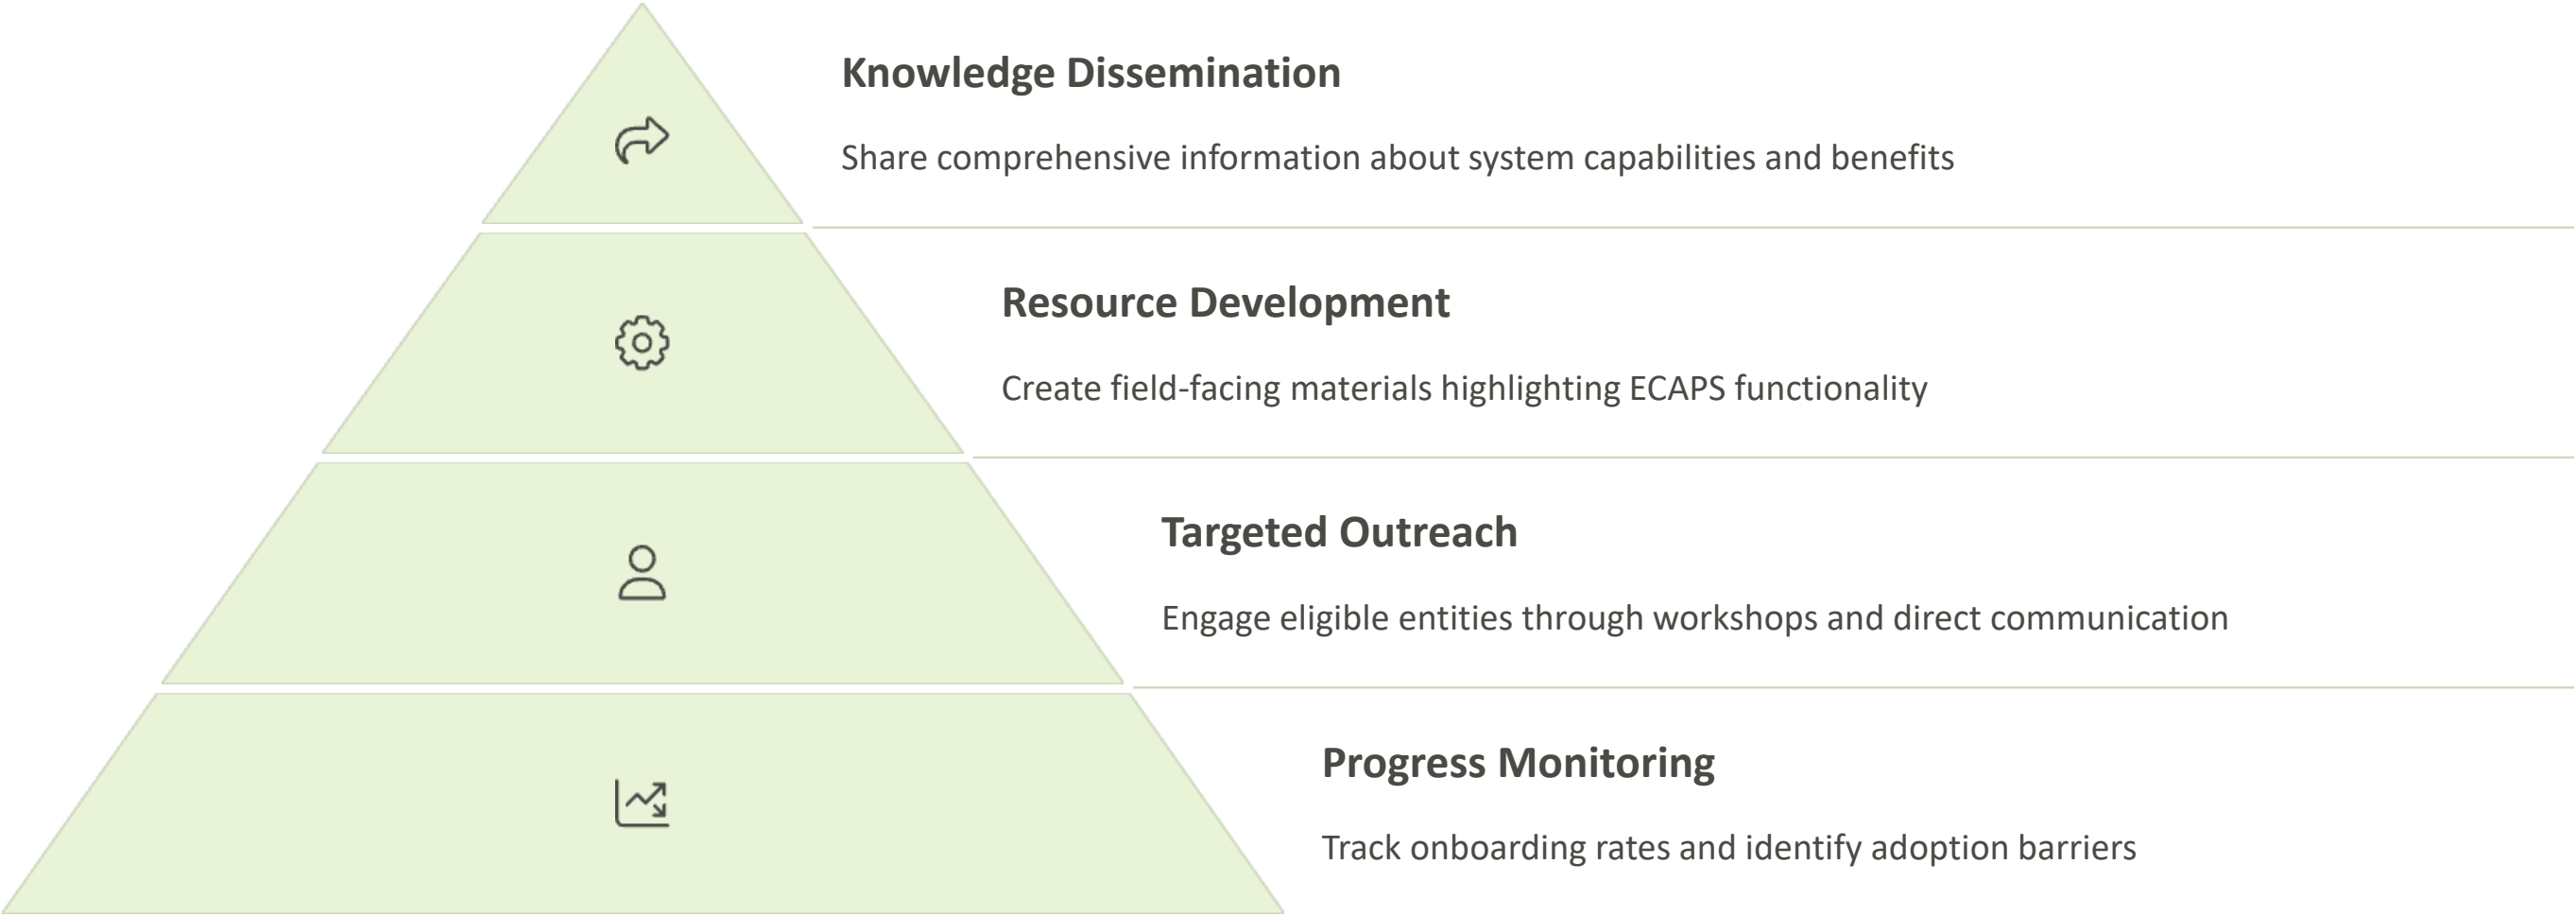 Knowledge Dissemination
Share comprehensive information about system capabilities and benefits
Resource Development
Create field-facing materials highlighting ECAPS functionality
Targeted Outreach
Engage eligible entities through workshops and direct communication
Progress Monitoring
Track onboarding rates and identify adoption barriers